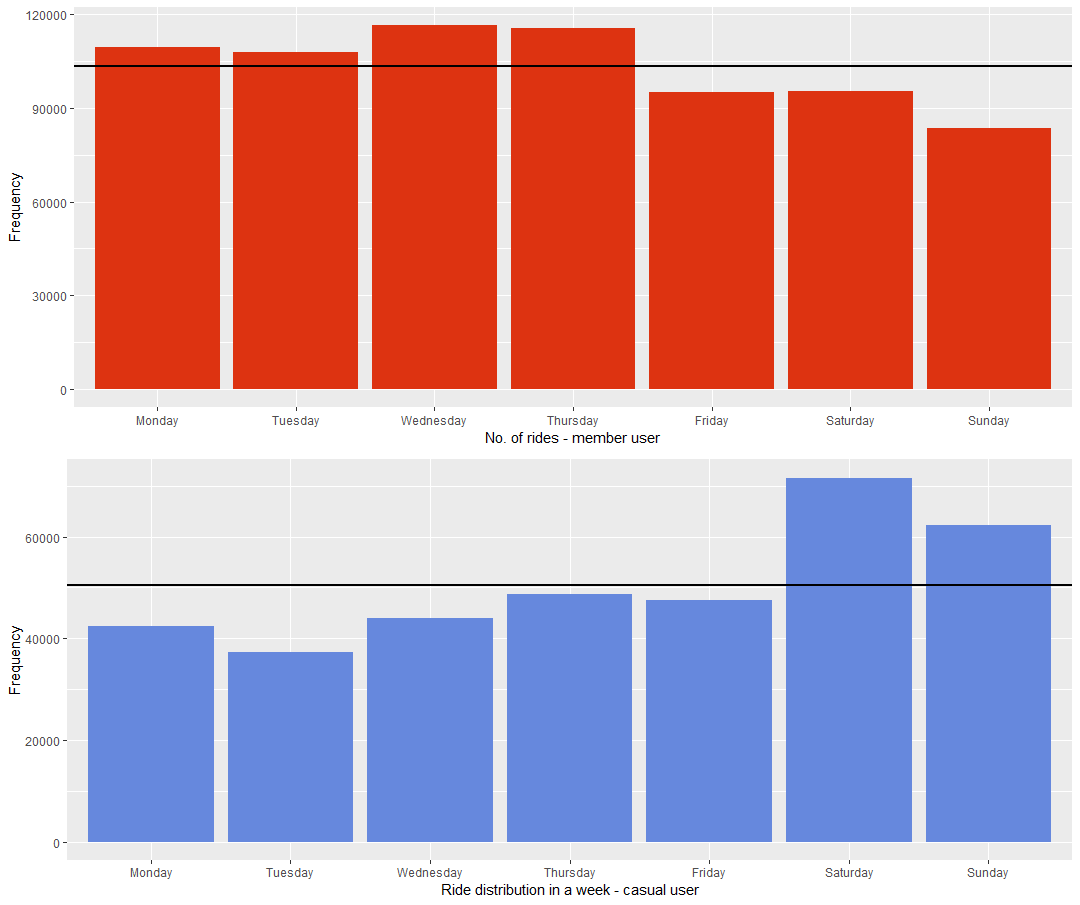 120000
90000
60000
30000
0
Frequency
Monday Tuesday Wednesday Thursday Friday Saturday Sunday
No. of rides - member user
60000
40000
20000
0
Frequency
Monday Tuesday Wednesday Thursday Friday Saturday Sunday
Ride distribution in a week - casual user